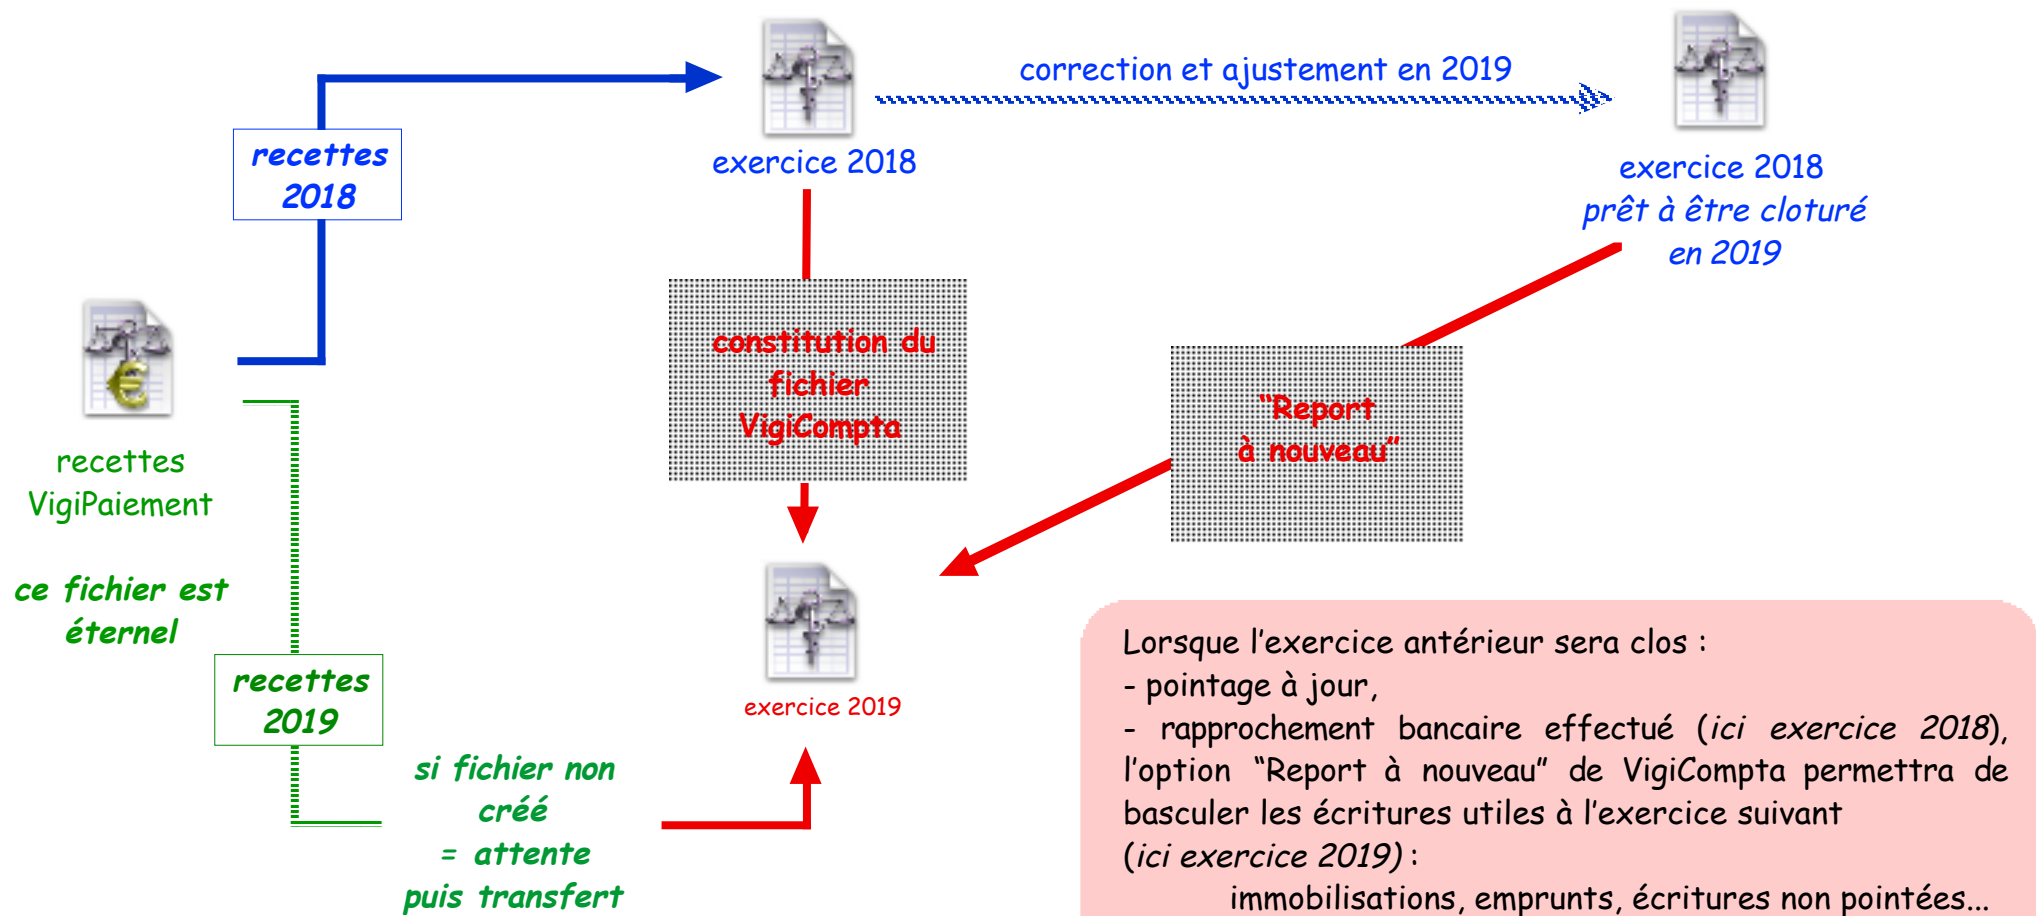 correction et ajustement en 2019
recettes
2018
exercice 2018
exercice 2018
prêt à être cloturé
en 2019
constitution du
fichier
VigiCompta
“Report
à nouveau”
recettes
VigiPaiement
ce fichier est
éternel
recettes
2019
exercice 2019
si fichier non
créé
= attente
puis transfert
Lorsque l’exercice antérieur sera clos :
- pointage à jour,
- rapprochement bancaire effectué (ici exercice 2018),
l’option “Report à nouveau” de VigiCompta permettra de
basculer les écritures utiles à l’exercice suivant
(ici exercice 2019) :
immobilisations, emprunts, écritures non pointées...